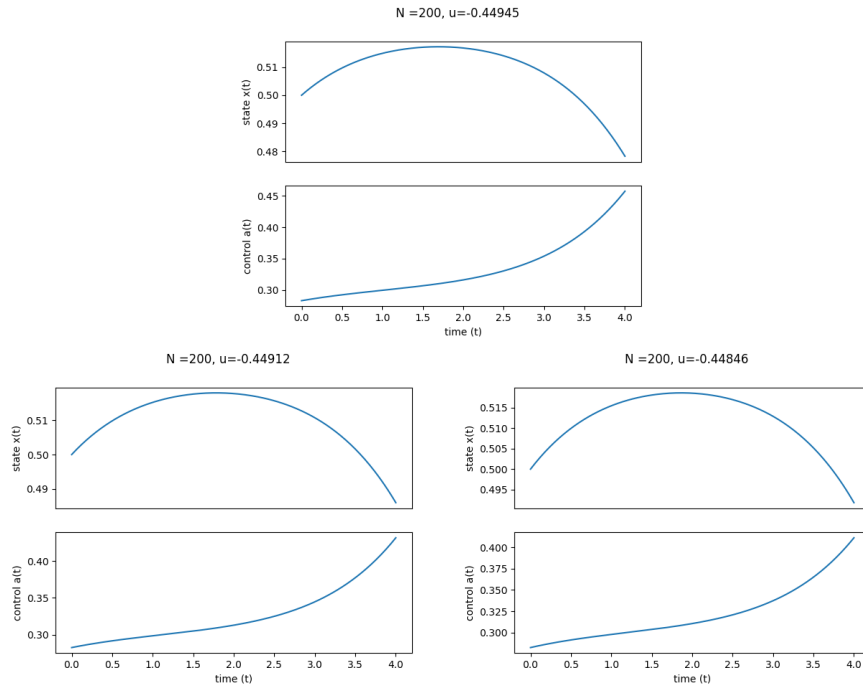 N =200, u=-0.44945
state x(t)
0.51
0.50
0.49
0.48
control a(t)
0.45
0.40
0.35
0.30
0.0 0.5 1.0 1.5 2.0 2.5 3.0 3.5 4.0
time (t)
N =200, u=-0.44912
state x(t)
0.51
0.50
0.49
control a(t)
0.40
0.35
0.30
0.0 0.5 1.0 1.5 2.0 2.5 3.0 3.5 4.0
time (t)
N =200, u=-0.44846
state x(t)
0.515
0.510
0.505
0.500
0.495
control a(t)
0.400
0.375
0.350
0.325
0.300
0.0 0.5 1.0 1.5 2.0 2.5 3.0 3.5 4.0
time (t)